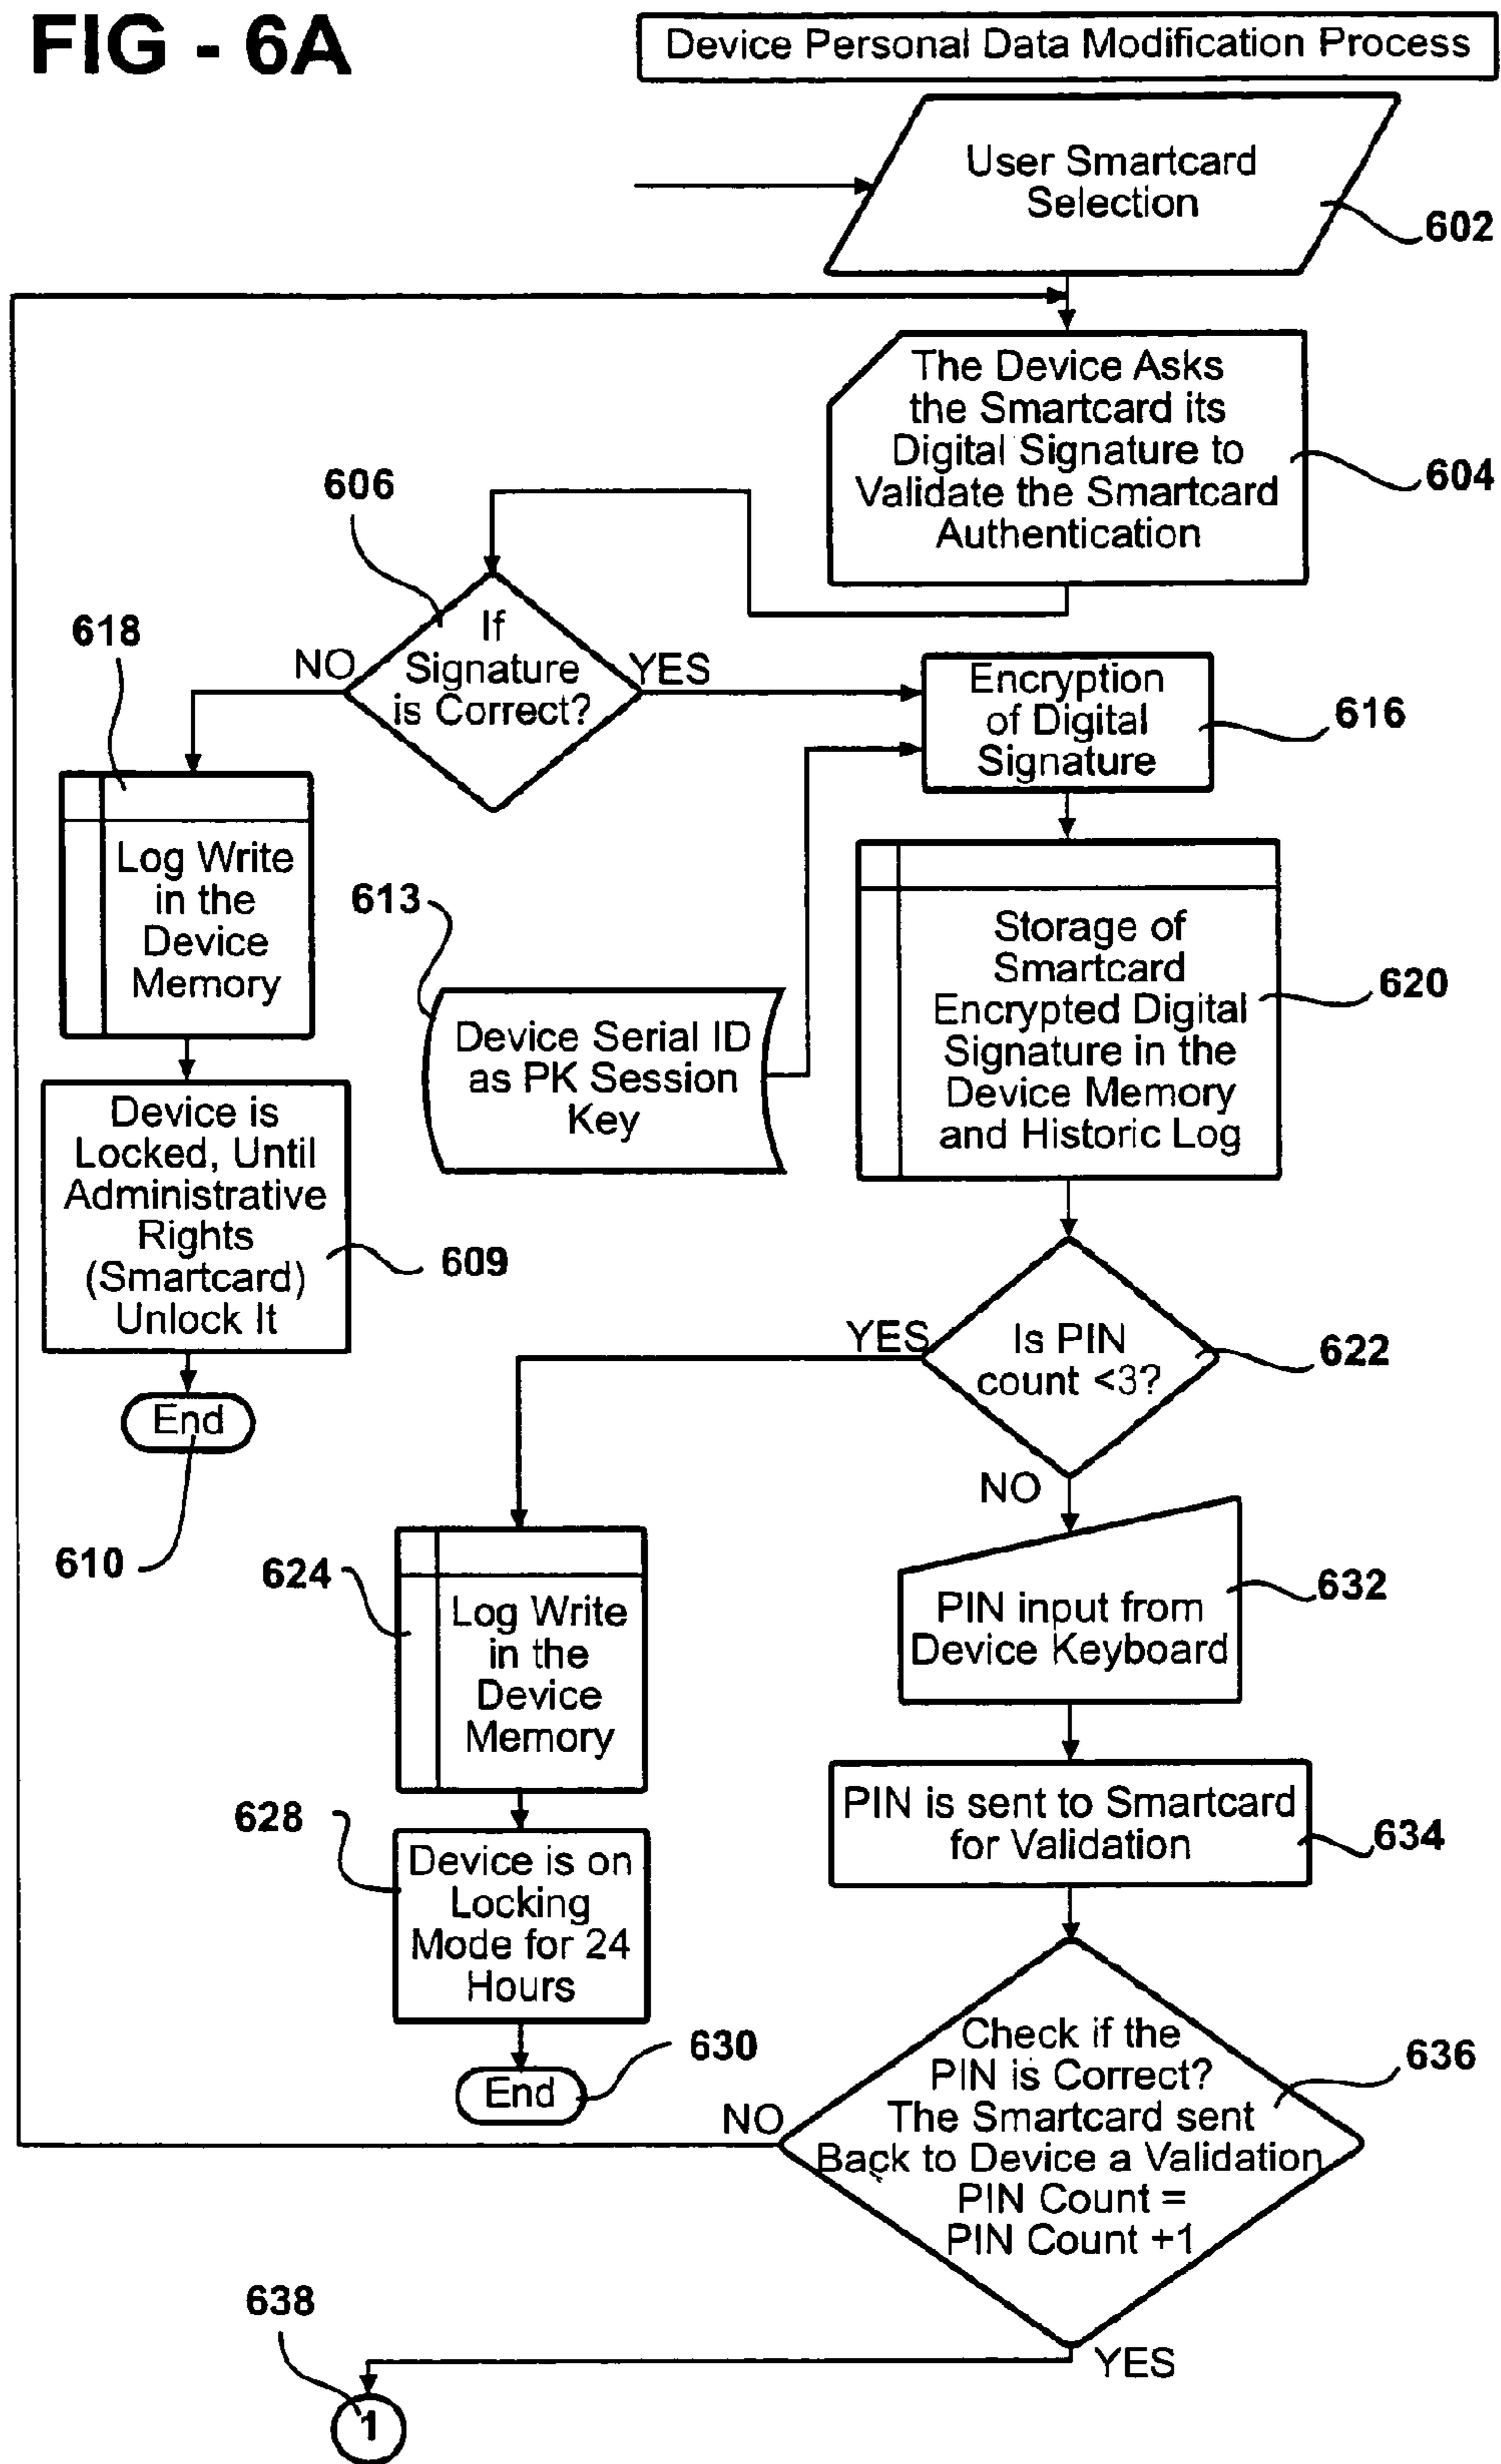 FIG - 6A
Device Personal Data Modification Process
User Smartcard
Selection
602
The Device Asks
the Smartcard its
Digital Signature to
Validate the Smartcard
Authentication
604
606
If
Signature
is Correct?
NO
YES
618
Log Write
in the
Device
Memory
Encryption
of Digital
Signature
616
613
Device Serial ID
as PK Session
Key
Storage of
Smartcard
Encrypted Digital
Signature in the
Device Memory
and Historic Log
620
Device is
Locked, Until
Administrative
Rights
(Smartcard)
Unlock It
609
End
610
Is PIN
count <3?
622
YES
NO
624
Log Write
in the
Device
Memory
PIN input from
Device Keyboard
632
628
Device is on
Locking
Mode for 24
Hours
PIN is sent to Smartcard
for Validation
634
End
630
Check if the
PIN is Correct?
The Smartcard sent
Back to Device a Validation
PIN Count =
PIN Count +1
636
NO
YES
638
1